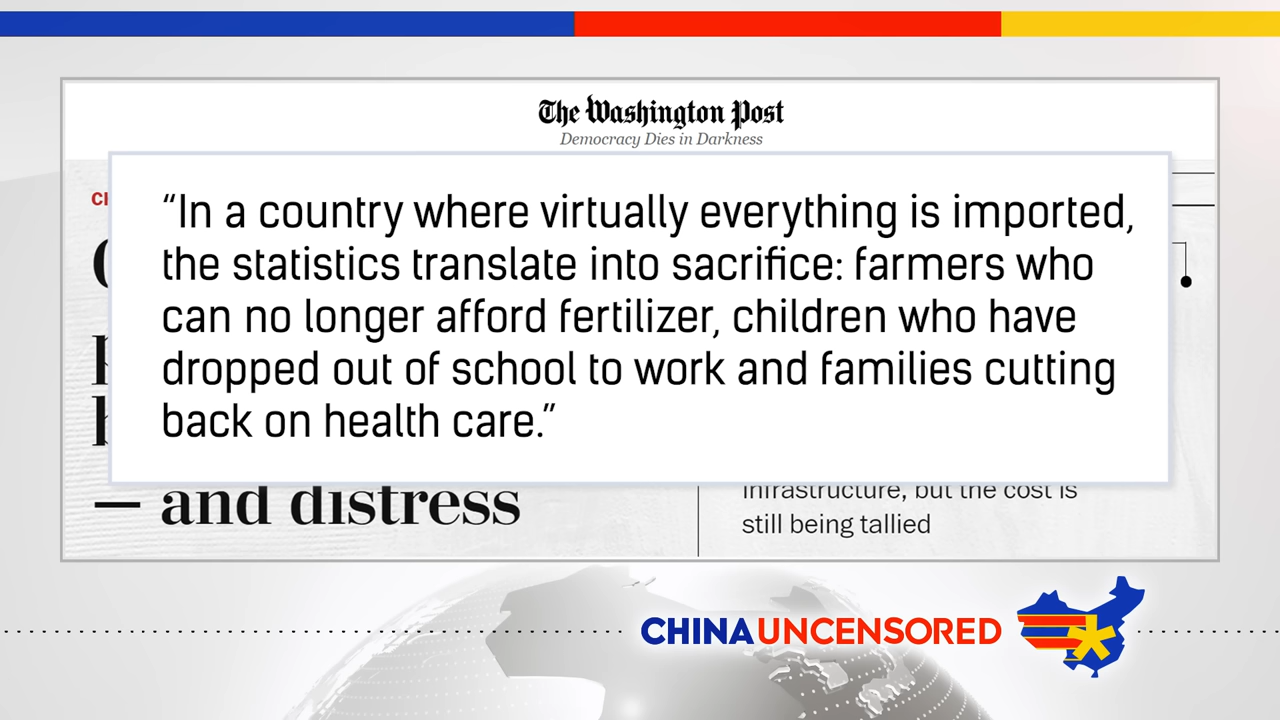 The Washington Post
Democracy Dies in Darkness
“In a country where virtually everything is imported,
the statistics translate into sacrifice: farmers who
can no longer afford fertilizer, children who have
dropped out of school to work and families cutting
back on health care.”
— and distress
infrastructure, but the cost is
still being tallied
CHINA UNCENSORED